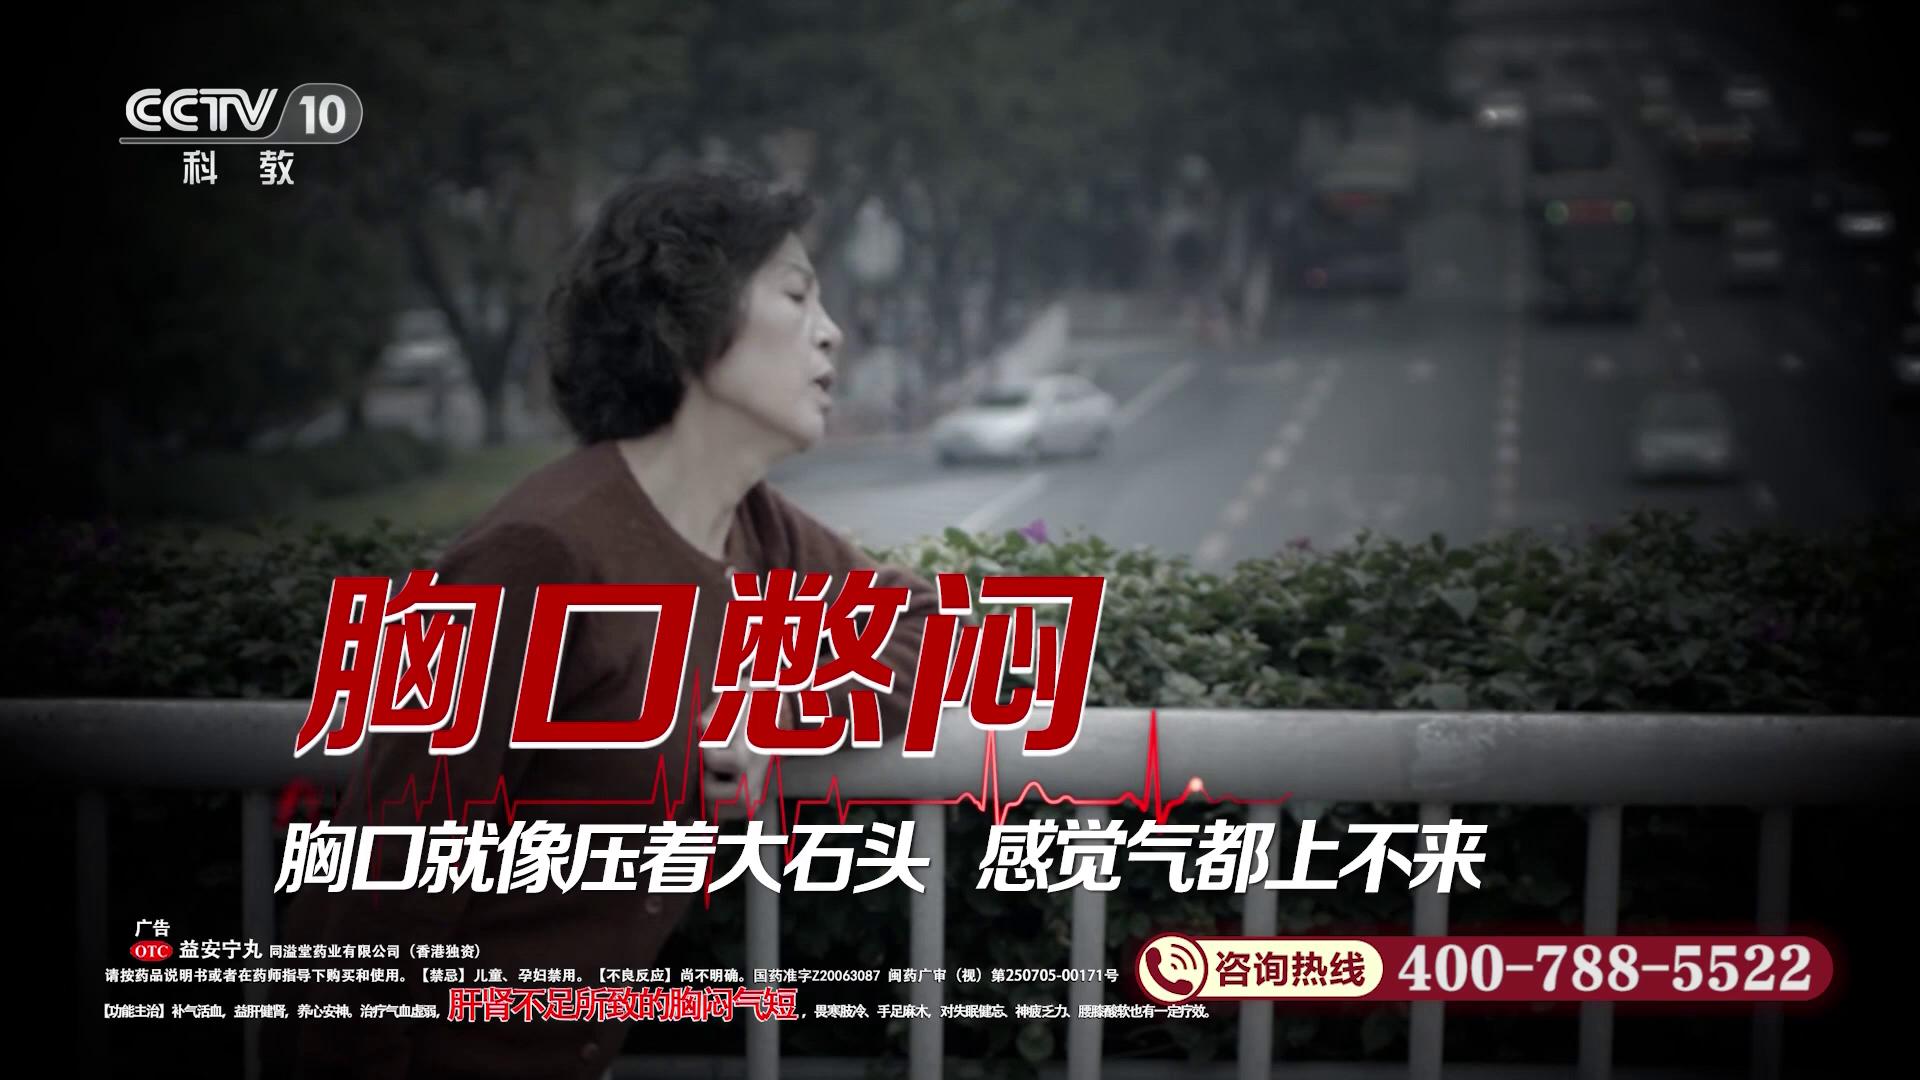 CCTV 10
科教
胸口憋闷
胸口就像压着大石头 感觉气都上不来
广告
OTC 益安宁丸 同溢堂药业有限公司（香港独资）
请按药品说明书或者在药师指导下购买和使用。【禁忌】儿童、孕妇禁用。【不良反应】尚不明确。国药准字Z20063087 闽药广审（视）第250705-00171号
【功能主治】补气活血，益肝健肾，养心安神。治疗气血虚弱，肝肾不足所致的胸闷气短，畏寒肢冷、手足麻木，对失眠健忘、神疲乏力、腰膝酸软也有一定疗效。
咨询热线 400-788-5522